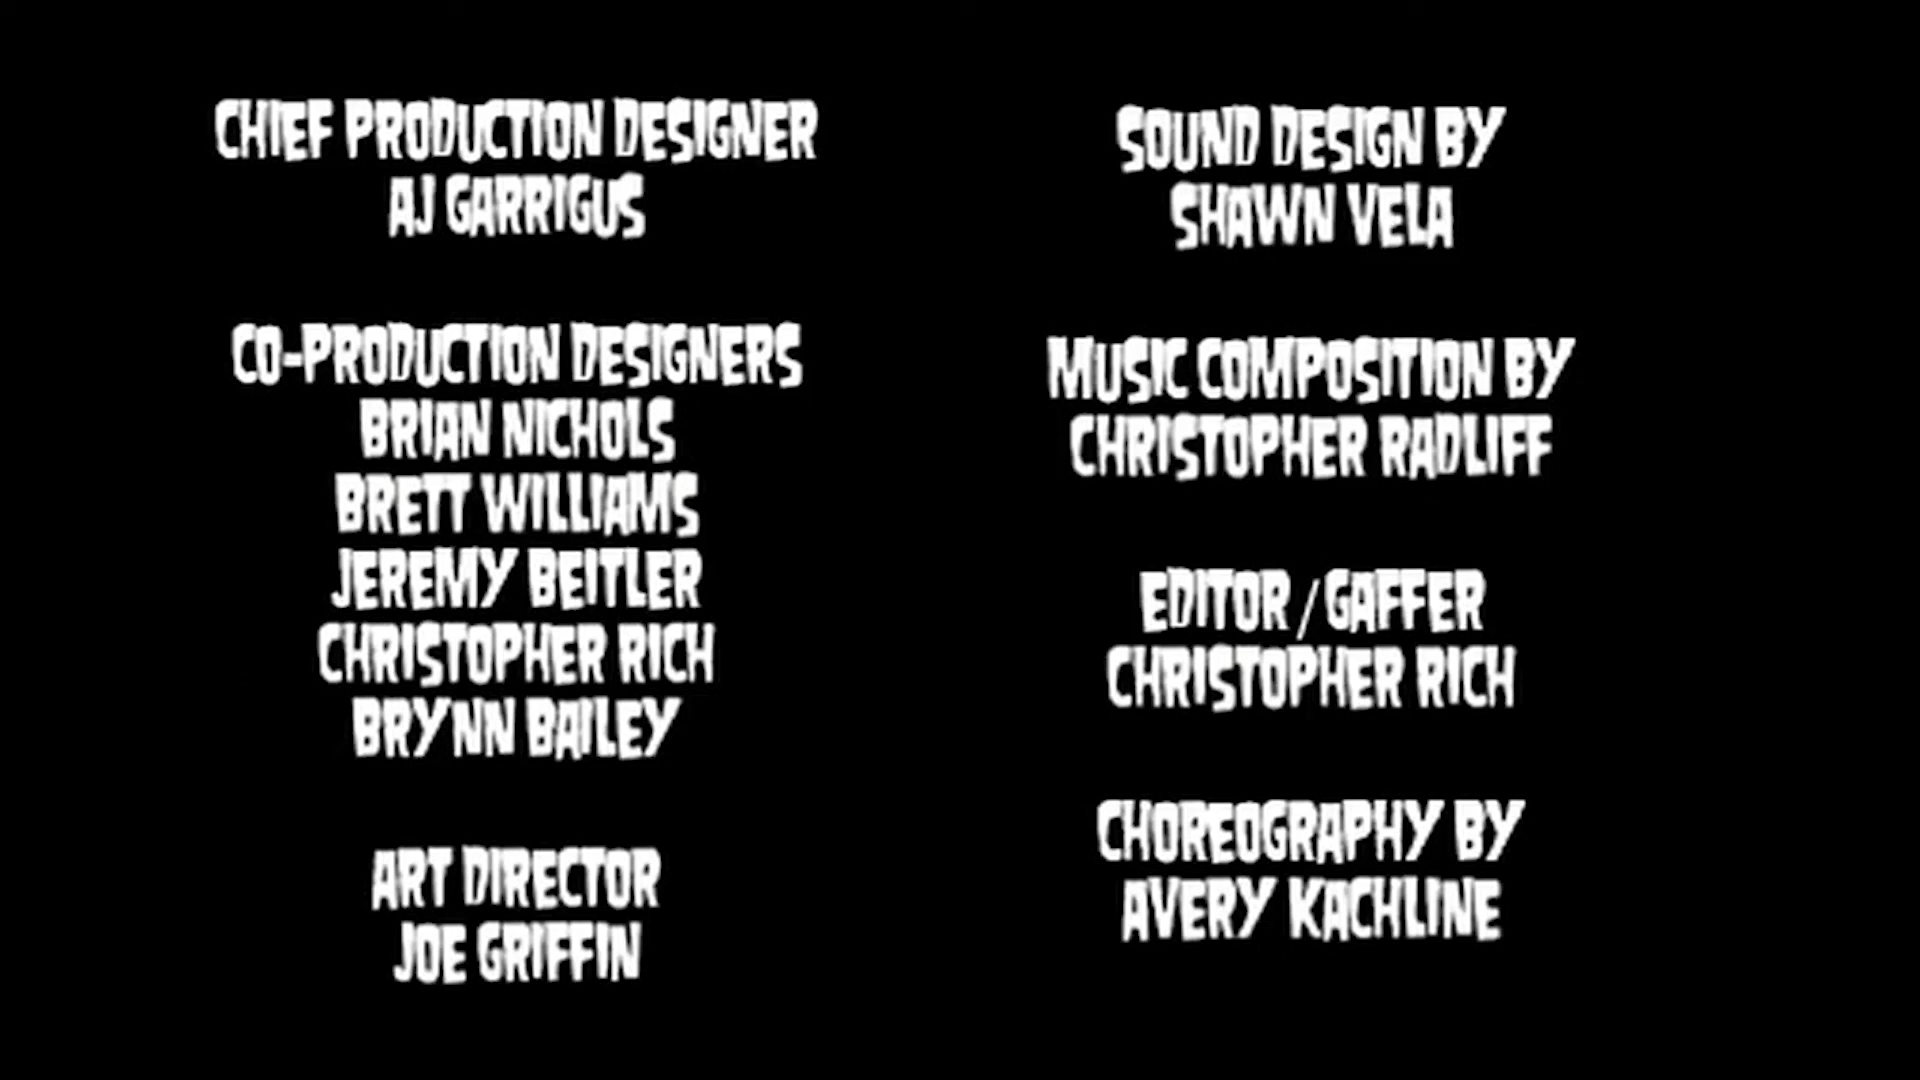 CHIEF PRODUCTION DESIGNER
AJ GARRIGUS
CO-PRODUCTION DESIGNERS
BRIAN NICHOLS
BRETT WILLIAMS
JEREMY BEITLER
CHRISTOPHER RICH
BRYNN BAILEY
ART DIRECTOR
JOE GRIFFIN
SOUND DESIGN BY
SHAWN VELA
MUSIC COMPOSITION BY
CHRISTOPHER RADLIFF
EDITOR / GAFFER
CHRISTOPHER RICH
CHOREOGRAPHY BY
AVERY KACHLINE